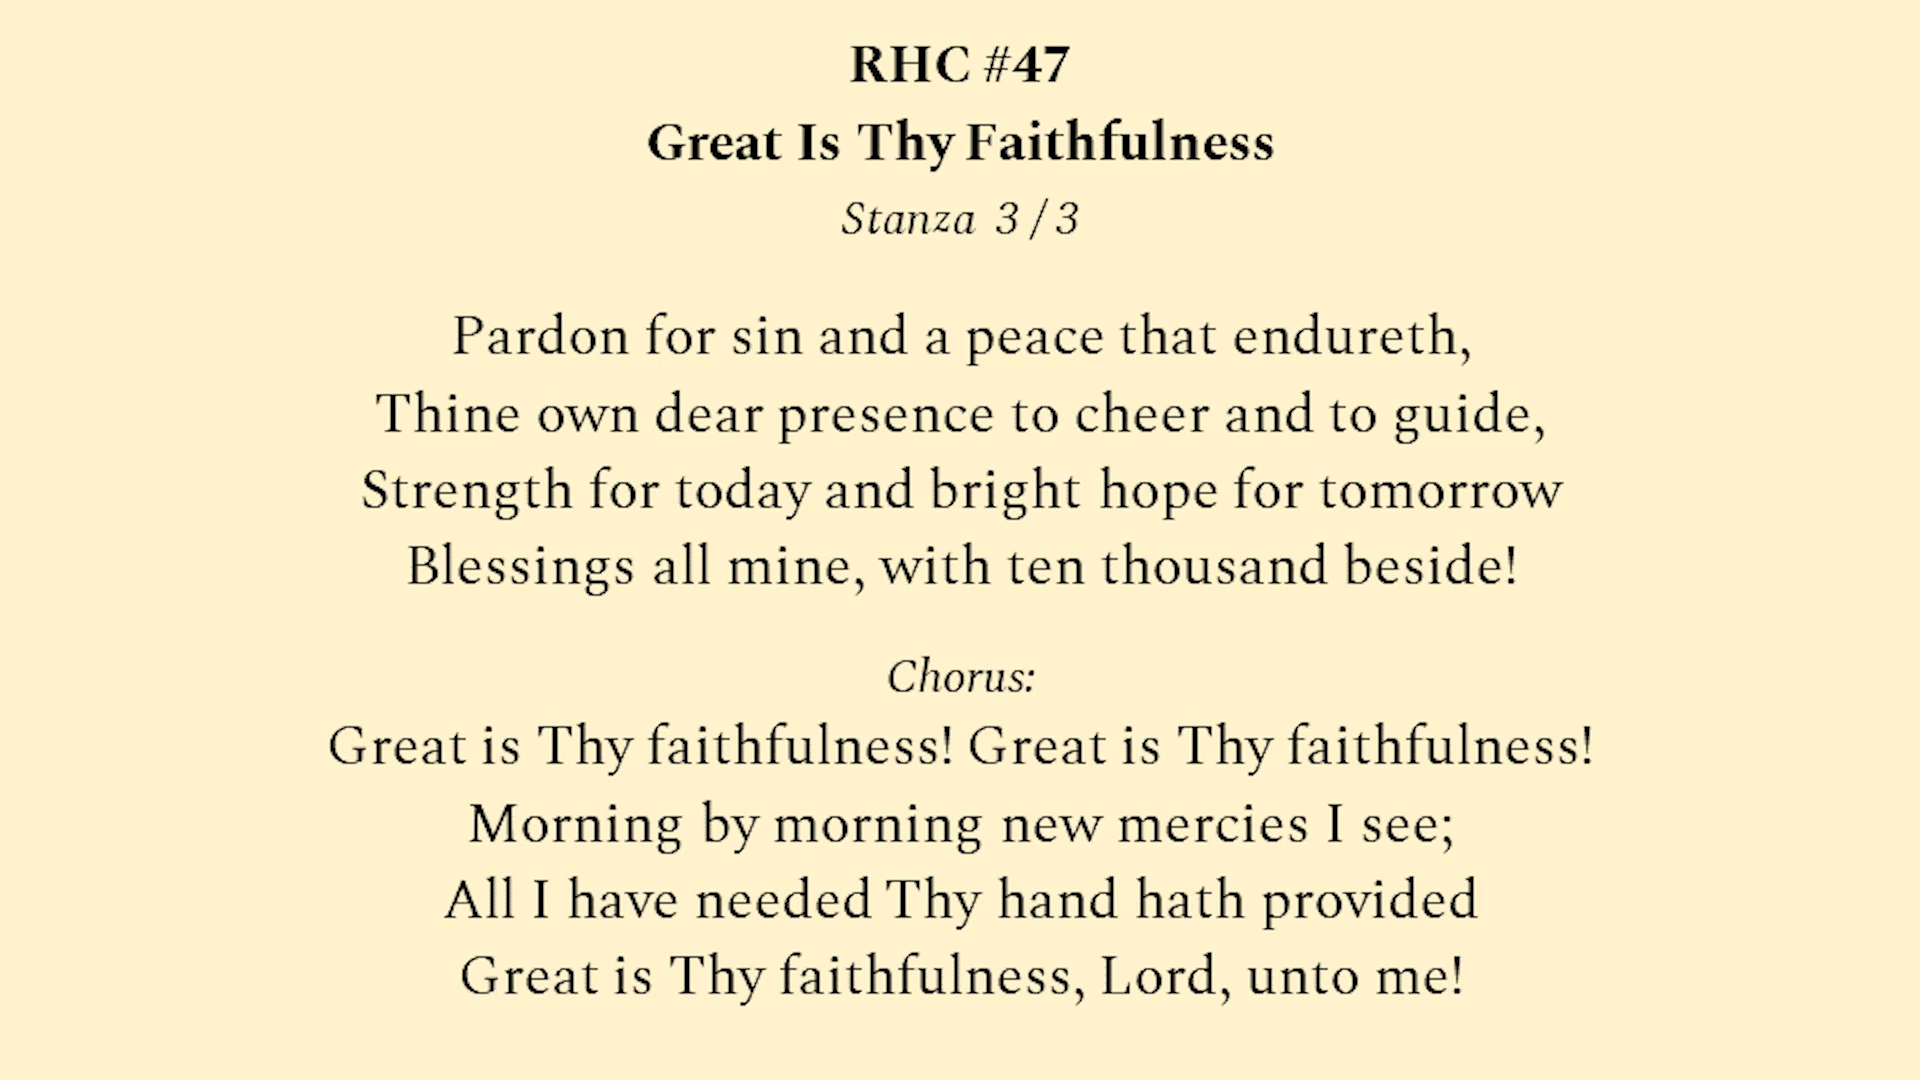 RHC #47
Great Is Thy Faithfulness
Stanza 3 / 3
Pardon for sin and a peace that endureth,
Thine own dear presence to cheer and to guide,
Strength for today and bright hope for tomorrow
Blessings all mine, with ten thousand beside!
Chorus:
Great is Thy faithfulness! Great is Thy faithfulness!
Morning by morning new mercies I see;
All I have needed Thy hand hath provided
Great is Thy faithfulness, Lord, unto me!